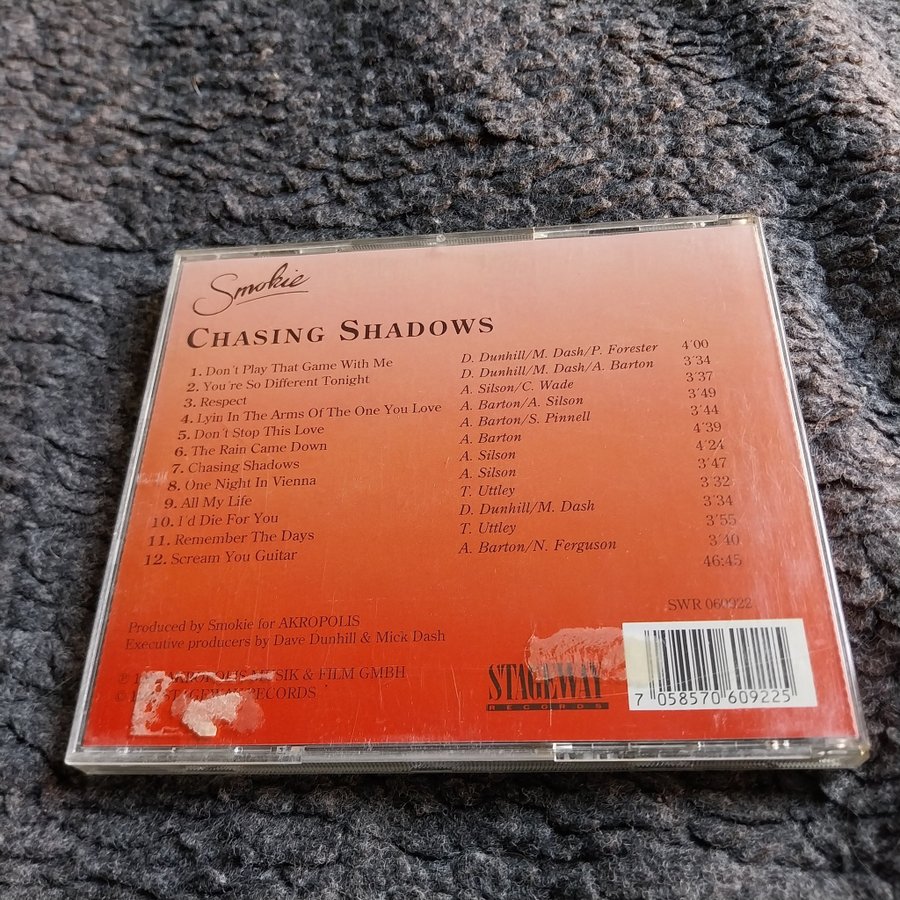 Smokie
CHASING SHADOWS
1. Don't Play That Game With Me D. Dunhill/M. Dash/P. Forester 4'00
2. You're So Different Tonight D. Dunhill/M. Dash/A. Barton 3'34
3. Respect A. Silson/C. Wade 3'37
4. Lyin In The Arms Of The One You Love A. Barton/A. Silson 3'49
5. Don't Stop This Love A. Barton/S. Pinnell 3'44
6. The Rain Came Down A. Barton 4'39
7. Chasing Shadows A. Silson 4'24
8. One Night In Vienna A. Silson 3'47
9. All My Life T. Uttley 3'32
10. I'd Die For You D. Dunhill/M. Dash 3'34
11. Remember The Days T. Uttley 3'55
12. Scream You Guitar A. Barton/N. Ferguson 3'40
46:45
SWR 060922
Produced by Smokie for AKROPOLIS
Executive producers by Dave Dunhill & Mick Dash
℗ AKROPOLIS MUSIK & FILM GMBH
© STAGEWAY RECORDS
STAGEWAY
RECORDS
7 058570 609225